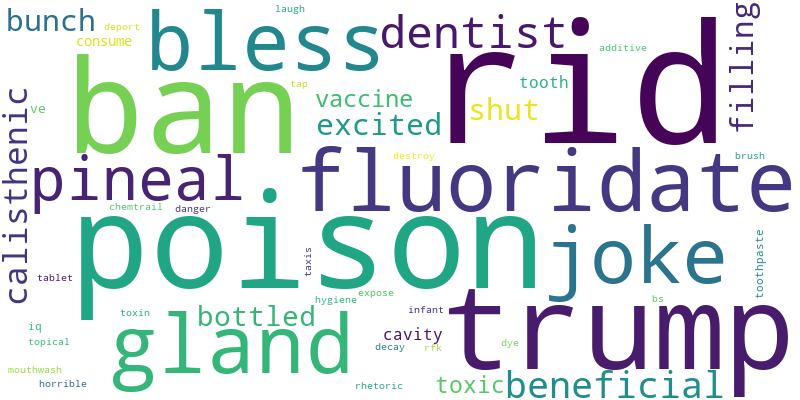 laugh
bunch
deport
bless
dentist
filling
consume
additive
ban
rid
tap
tooth
calisthenic
vaccine
shut
ve
excited
pineal
fluoridate
destroy
brush
chemtrail
danger
poison
joke
taxis
toothpaste
tablet
expose
hygiene
bs
trump
toxin
bottled
infant
iq
gland
cavity
topical
decay
rfk
dye
mouthwash
horrible
rhetoric
toxic
beneficial